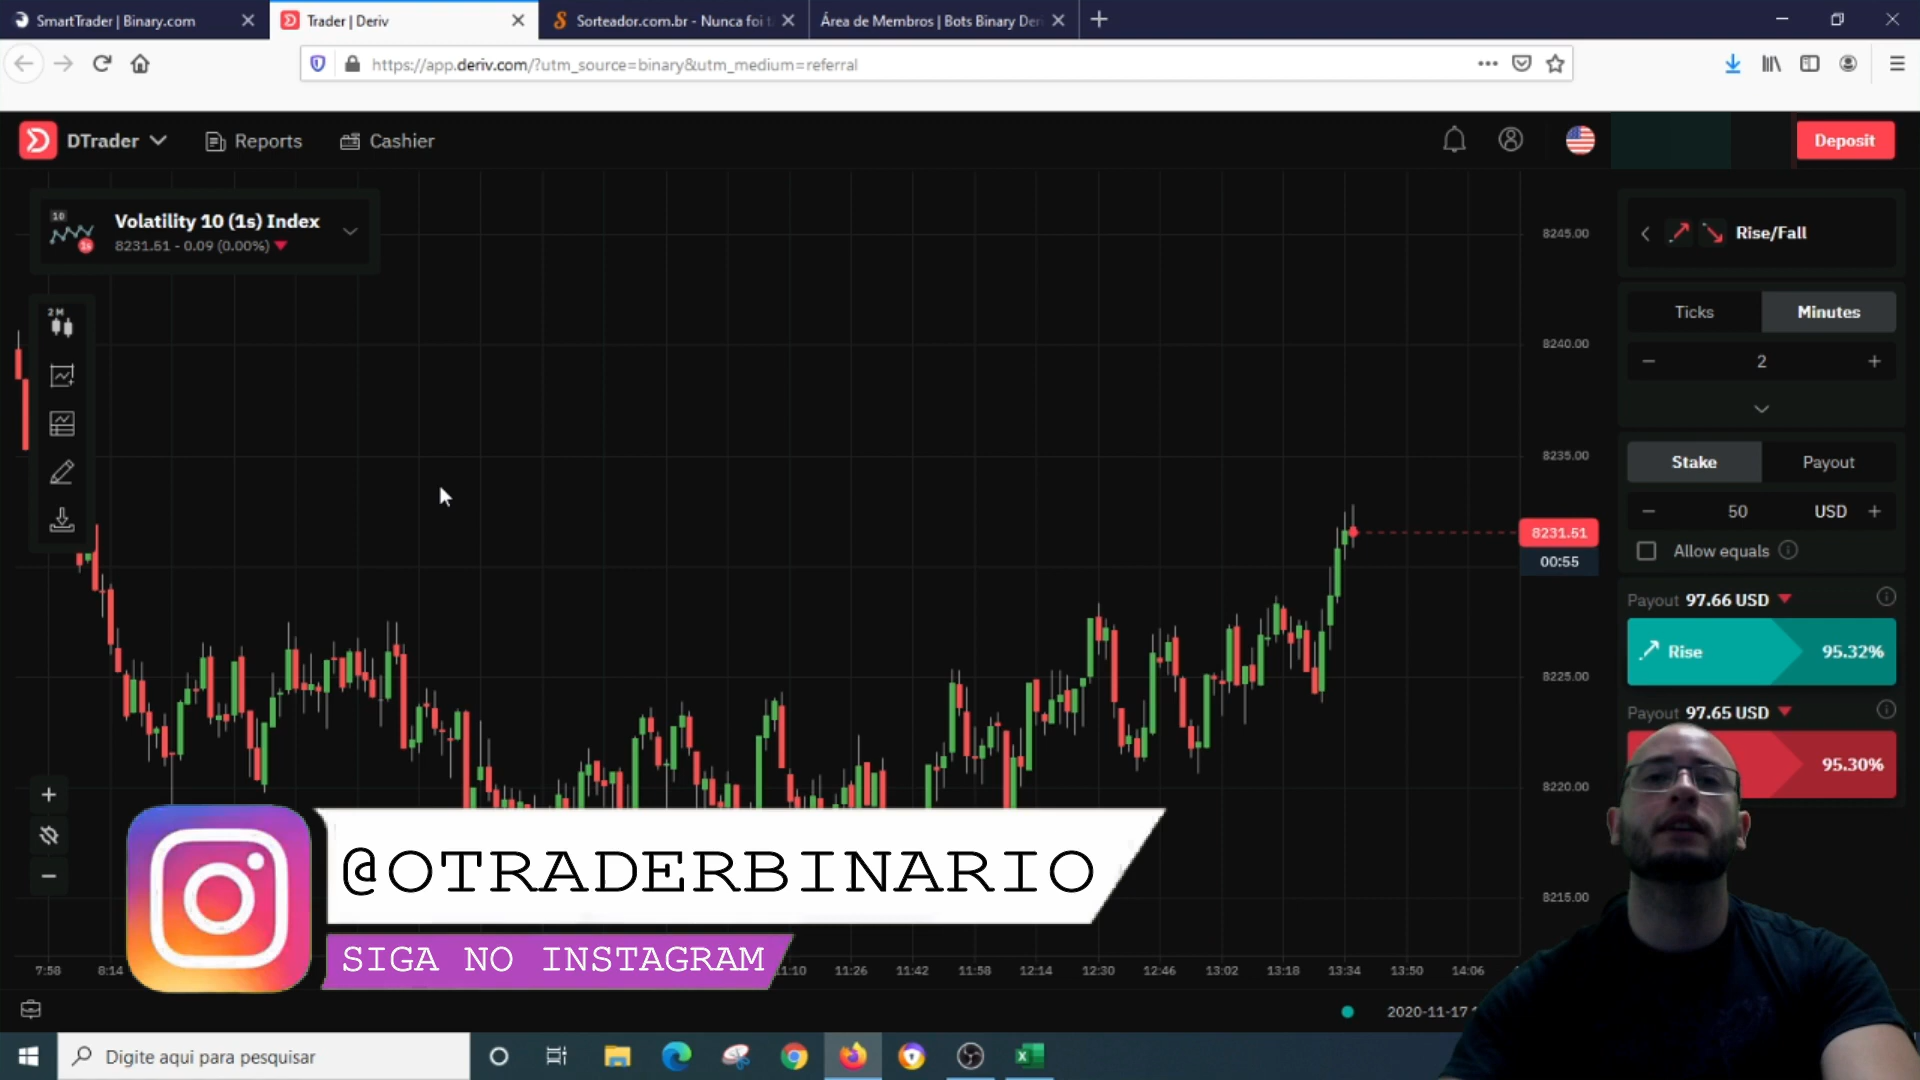 SmartTrader | Binary.com
Trader | Deriv
Sorteador.com.br - Nunca foi t
Área de Membros | Bots Binary Der
https://app.deriv.com/?utm_source=binary&utm_medium=referral
DTrader
Reports
Cashier
Deposit
10
1s
Volatility 10 (1s) Index
8231.51 - 0.09 (0.00%)
2M
8245.00
8240.00
8235.00
8231.51
00:55
8225.00
8220.00
8215.00
Rise/Fall
Ticks
Minutes
2
Stake
Payout
50
USD
Allow equals
Payout 97.66 USD
Rise
95.32%
Payout 97.65 USD
95.30%
@OTRADERBINARIO
SIGA NO INSTAGRAM
7:58 8:14 11:10 11:26 11:42 11:58 12:14 12:30 12:46 13:02 13:18 13:34 13:50 14:06
2020-11-17
Digite aqui para pesquisar